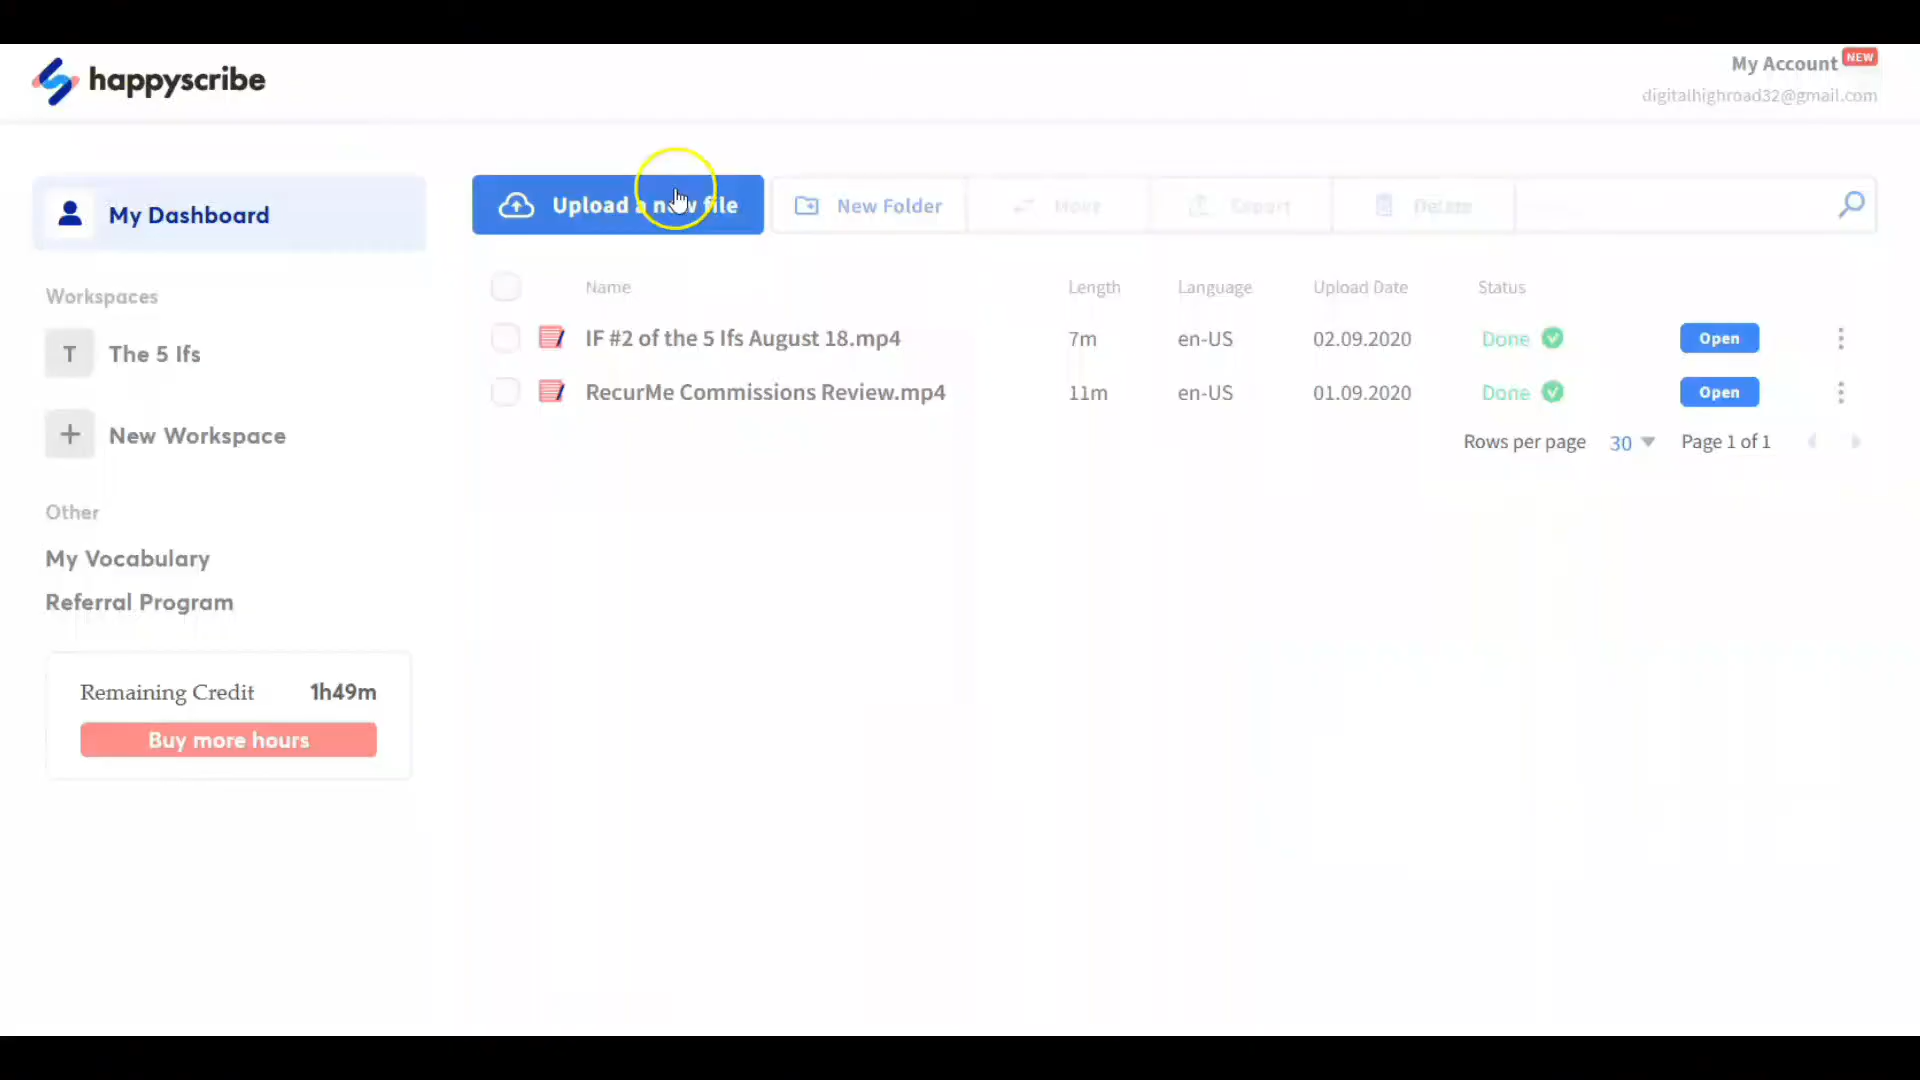 happyscribe
My Account NEW
digitalhighroad32@gmail.com
My Dashboard
Workspaces
T The 5 Ifs
+ New Workspace
Other
My Vocabulary
Referral Program
Remaining Credit 1h49m
Buy more hours
Upload a new file New Folder Move Export Delete
Name Length Language Upload Date Status
IF #2 of the 5 Ifs August 18.mp4 7m en-US 02.09.2020 Done Open
RecurMe Commissions Review.mp4 11m en-US 01.09.2020 Done Open
Rows per page 30 Page 1 of 1